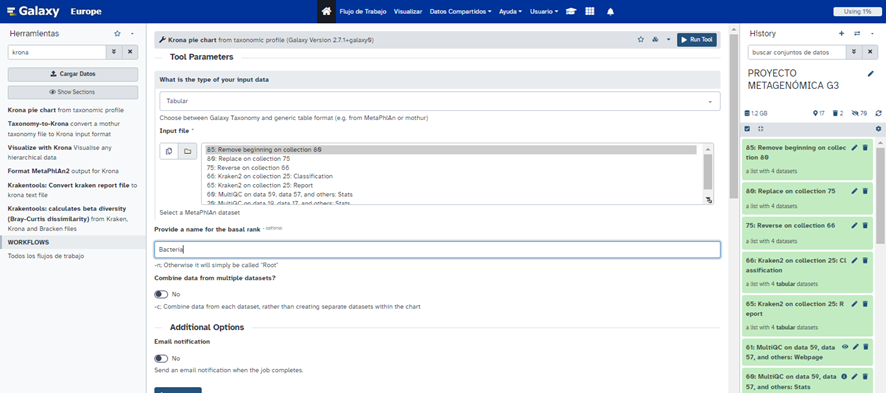 Galaxy Europe
Flujo de Trabajo Visualizar Datos Compartidos Ayuda Usuario
Using 1%
Herramientas
krona
Cargar Datos
Show Sections
Krona pie chart from taxonomic profile
Taxonomy-to-Krona convert a mothur
taxonomy file to Krona input format
Visualize with Krona Visualise any
hierarchical data
Format MetaPhlAn2 output for Krona
Krakentools: Convert kraken report file to
krona text file
Krakentools: calculates beta diversity
(Bray-Curtis dissimilarity) from Kraken,
Krona and Bracken files
WORKFLOWS
Todos los flujos de trabajo
Krona pie chart from taxonomic profile (Galaxy Version 2.7.1+galaxy0)
Run Tool
Tool Parameters
What is the type of your input data
Tabular
Choose between Galaxy Taxonomy and generic table format (e.g. from MetaPhlAn or mothur)
Input file *
85: Remove beginning on collection 80
80: Replace on collection 75
75: Reverse on collection 66
66: Kraken2 on collection 25: Classification
65: Kraken2 on collection 25: Report
60: MultiQC on data 59, data 57, and others: Stats
20: MultiQC on data 19, data 17, and others: Stats
Select a MetaPhlAn dataset
Provide a name for the basal rank - optional
Bacteria
-n; Otherwise it will simply be called "Root"
Combine data from multiple datasets?
No
-c; Combine data from each dataset, rather than creating separate datasets within the chart
Additional Options
Email notification
No
Send an email notification when the job completes.
History
buscar conjuntos de datos
PROYECTO
METAGENÓMICA G3
1.2 GB
17 2 79
85: Remove beginning on collec
tion 80
a list with 4 datasets
80: Replace on collection 75
a list with 4 datasets
75: Reverse on collection 66
a list with 4 datasets
66: Kraken2 on collection 25: Cl
assification
a list with 4 tabular datasets
65: Kraken2 on collection 25: R
eport
a list with 4 tabular datasets
61: MultiQC on data 59, data
57, and others: Webpage
60: MultiQC on data 59, data
57, and others: Stats